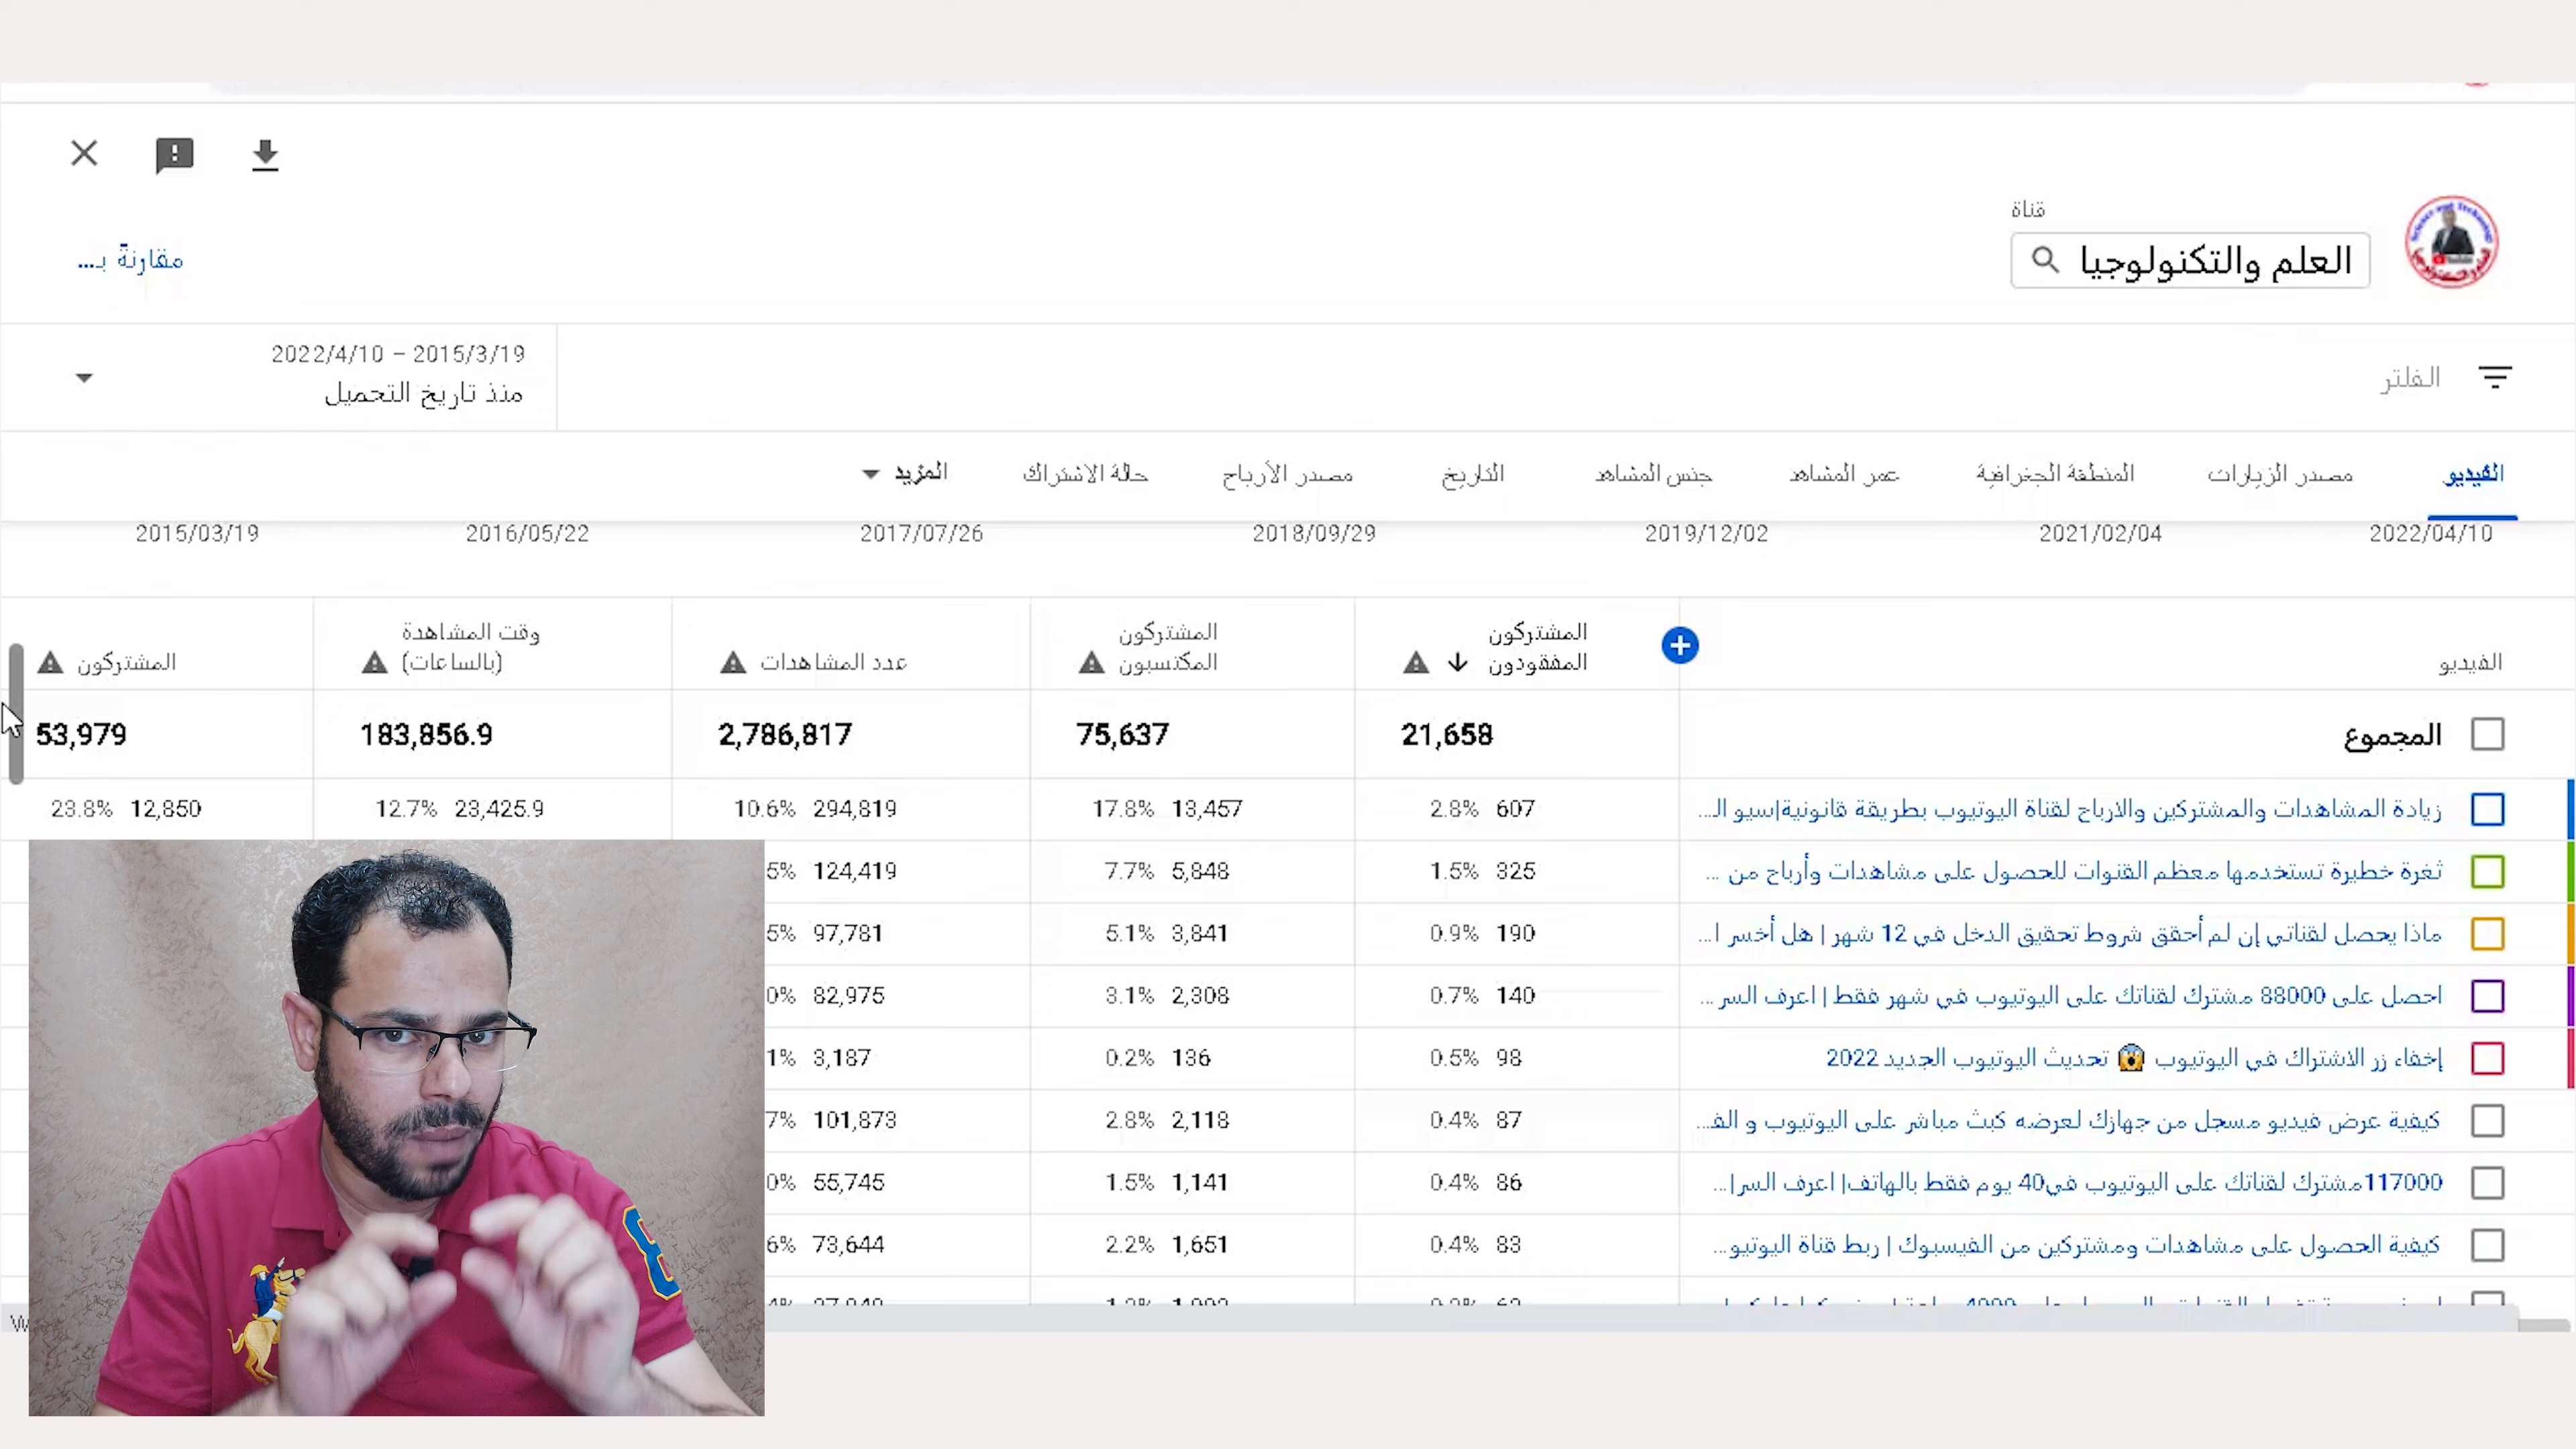 قناة
العلم والتكنولوجيا
مقارنة بـ...
الفلتر
2022/4/10 – 2015/3/19
منذ تاريخ التحميل
الفيديو مصدر الزيارات المنطقة الجغرافية عمر المشاهد جنس المشاهد التاريخ مصدر الأرباح حالة الاشتراك المزيد
2015/03/19 2016/05/22 2017/07/26 2018/09/29 2019/12/02 2021/02/04 2022/04/10
الفيديو
المشتركون المفقودون
المشتركون المكتسبون
عدد المشاهدات
وقت المشاهدة (بالساعات)
المشتركون
المجموع 21,658 75,637 2,786,817 183,856.9 53,979
زيادة المشاهدات والمشتركين والارباح لقناة اليوتيوب بطريقة قانونية|سيو الـ... 607 2.8% 13,457 17.8% 294,819 10.6% 23,425.9 12.7% 12,850 23.8%
ثغرة خطيرة تستخدمها معظم القنوات للحصول على مشاهدات وأرباح من ... 325 1.5% 5,848 7.7% 124,419 5%
ماذا يحصل لقناتي إن لم أحقق شروط تحقيق الدخل في 12 شهر | هل أخسر ا... 190 0.9% 3,841 5.1% 97,781 5%
احصل على 88000 مشترك لقناتك على اليوتيوب في شهر فقط | اعرف السر ... 140 0.7% 2,308 3.1% 82,975 0%
إخفاء زر الاشتراك في اليوتيوب 😱 تحديث اليوتيوب الجديد 2022 98 0.5% 136 0.2% 3,187 1%
كيفية عرض فيديو مسجل من جهازك لعرضه كبث مباشر على اليوتيوب و الفـ... 87 0.4% 2,118 2.8% 101,873 7%
117000مشترك لقناتك على اليوتيوب في40 يوم فقط بالهاتف| اعرف السر|... 86 0.4% 1,141 1.5% 55,745 0%
كيفية الحصول على مشاهدات ومشتركين من الفيسبوك | ربط قناة اليوتيو... 83 0.4% 1,651 2.2% 73,644 6%